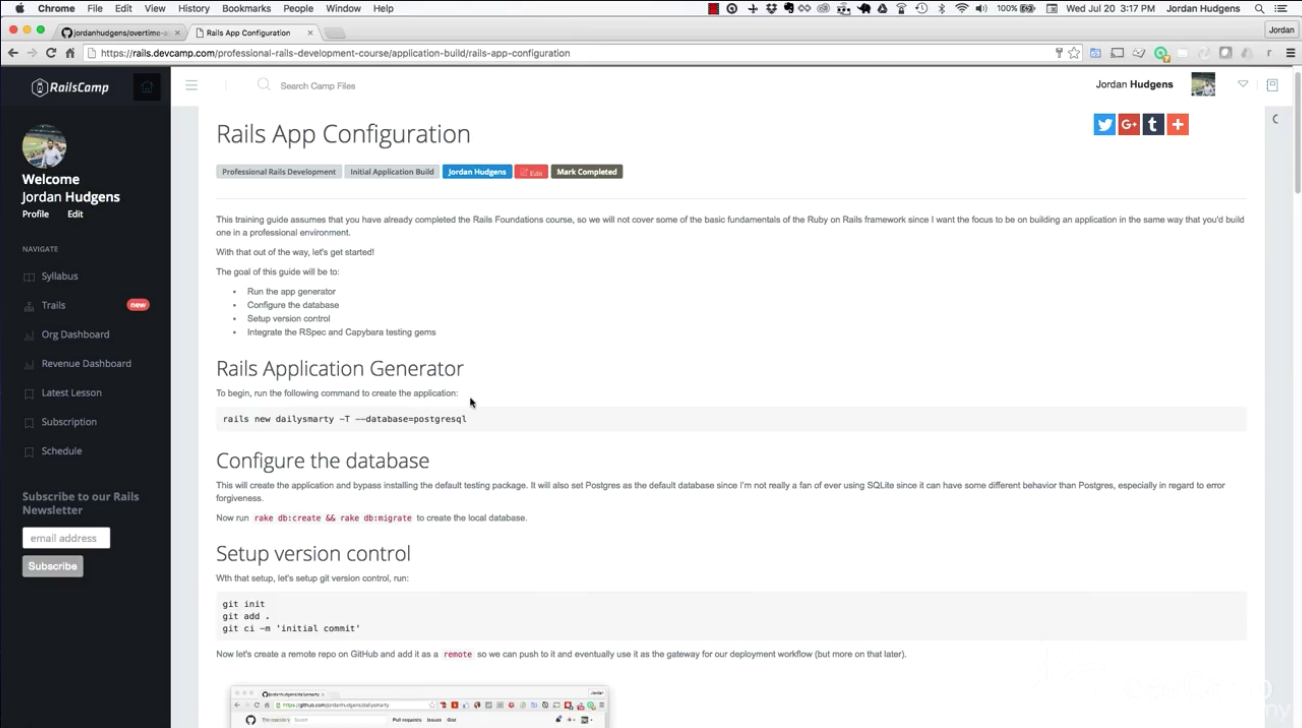 Chrome File Edit View History Bookmarks People Window Help 100% Wed Jul 20 3:17 PM Jordan Hudgens
jordanhudgens/overtime-a Rails App Configuration Jordan
https://rails.devcamp.com/professional-rails-development-course/application-build/rails-app-configuration
RailsCamp
Search Camp Files
Jordan Hudgens
Welcome
Jordan Hudgens
Profile Edit
NAVIGATE
Syllabus
Trails new
Org Dashboard
Revenue Dashboard
Latest Lesson
Subscription
Schedule
Subscribe to our Rails
Newsletter
email address
Subscribe
Rails App Configuration
Professional Rails Development Initial Application Build Jordan Hudgens Edit Mark Completed
This training guide assumes that you have already completed the Rails Foundations course, so we will not cover some of the basic fundamentals of the Ruby on Rails framework since I want the focus to be on building an application in the same way that you'd build
one in a professional environment.
With that out of the way, let's get started!
The goal of this guide will be to:
• Run the app generator
• Configure the database
• Setup version control
• Integrate the RSpec and Capybara testing gems
Rails Application Generator
To begin, run the following command to create the application:
rails new dailysmarty -T --database=postgresql
Configure the database
This will create the application and bypass installing the default testing package. It will also set Postgres as the default database since I'm not really a fan of ever using SQLite since it can have some different behavior than Postgres, especially in regard to error
forgiveness.
Now run rake db:create && rake db:migrate to create the local database.
Setup version control
Wth that setup, let's setup git version control, run:
git init
git add .
git ci -m 'initial commit'
Now let's create a remote repo on GitHub and add it as a remote so we can push to it and eventually use it as the gateway for our deployment workflow (but more on that later).
jordanhudgens/dailysmarty Jordan
https://github.com/jordanhudgens/dailysmarty
This repository Search Pull requests Issues Gist